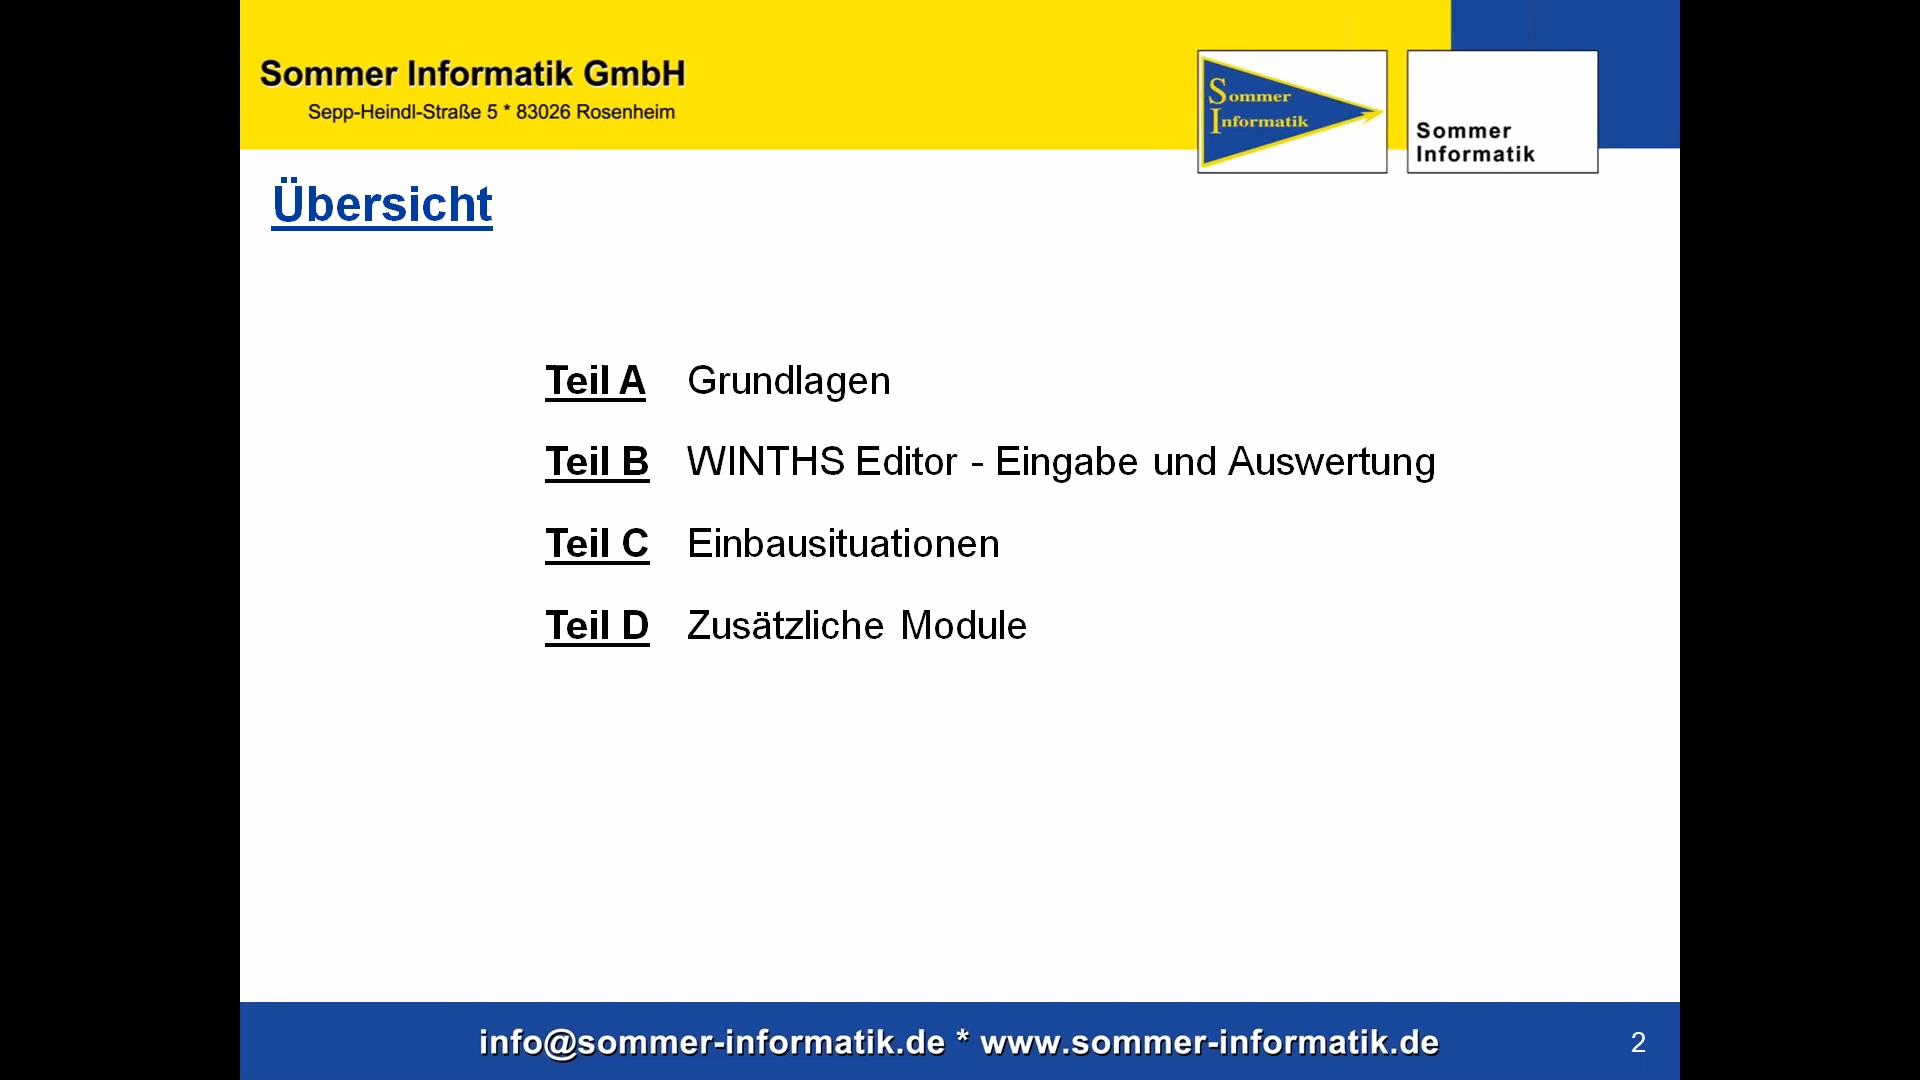 Sommer Informatik GmbH
Sepp-Heindl-Straße 5 * 83026 Rosenheim
Sommer
Informatik
Sommer
Informatik
Übersicht
Teil A Grundlagen
Teil B WINTHS Editor - Eingabe und Auswertung
Teil C Einbausituationen
Teil D Zusätzliche Module
info@sommer-informatik.de * www.sommer-informatik.de
2